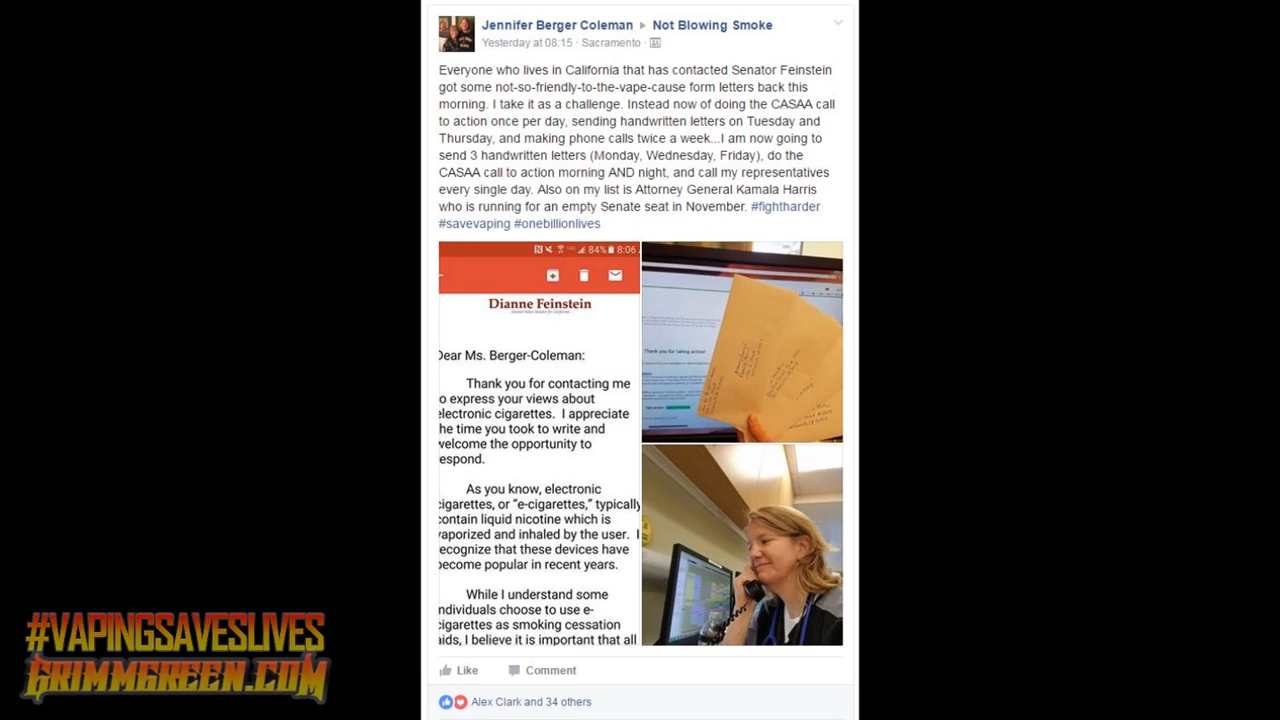 Jennifer Berger Coleman ▸ Not Blowing Smoke
Yesterday at 08:15 · Sacramento ·
Everyone who lives in California that has contacted Senator Feinstein
got some not-so-friendly-to-the-vape-cause form letters back this
morning. I take it as a challenge. Instead now of doing the CASAA call
to action once per day, sending handwritten letters on Tuesday and
Thursday, and making phone calls twice a week...I am now going to
send 3 handwritten letters (Monday, Wednesday, Friday), do the
CASAA call to action morning AND night, and call my representatives
every single day. Also on my list is Attorney General Kamala Harris
who is running for an empty Senate seat in November. #fightharder
#savevaping #onebillionlives
84% 8:06
Dianne Feinstein
United States Senator for California
Dear Ms. Berger-Coleman:
Thank you for contacting me
o express your views about
electronic cigarettes. I appreciate
he time you took to write and
welcome the opportunity to
espond.
As you know, electronic
cigarettes, or "e-cigarettes," typically
contain liquid nicotine which is
vaporized and inhaled by the user. I
recognize that these devices have
become popular in recent years.
While I understand some
ndividuals choose to use e-
cigarettes as smoking cessation
aids, I believe it is important that all
Thank you for taking action!
Like Comment
Alex Clark and 34 others
#VAPINGSAVESLIVES
GRIMMGREEN.COM